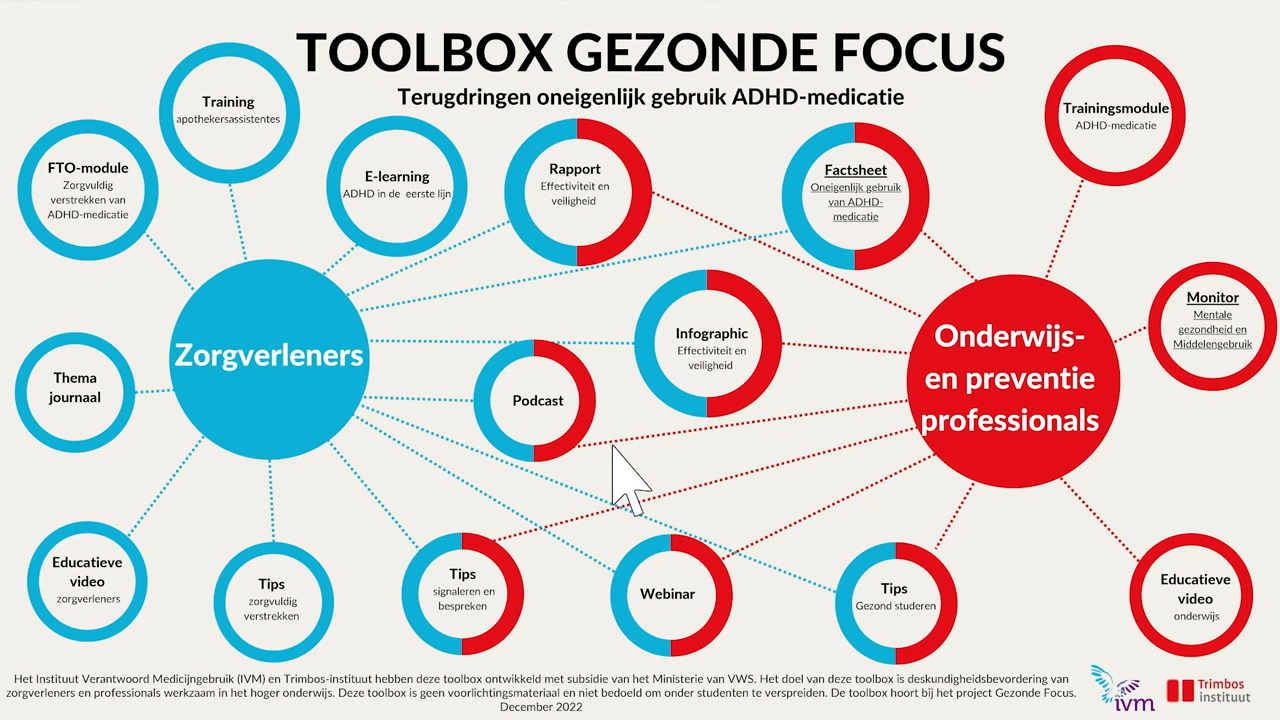 TOOLBOX GEZONDE FOCUS
Terugdringen oneigenlijk gebruik ADHD-medicatie
Training
apothekersassistentes
FTO-module
Zorgvuldig
verstrekken van
ADHD-medicatie
E-learning
ADHD in de eerste lijn
Rapport
Effectiviteit en
veiligheid
Factsheet
Oneigenlijk gebruik
van ADHD-
medicatie
Trainingsmodule
ADHD-medicatie
Zorgverleners
Infographic
Effectiviteit en
veiligheid
Onderwijs-
en preventie
professionals
Monitor
Mentale
gezondheid en
Middelengebruik
Thema
journaal
Podcast
Educatieve
video
zorgverleners
Tips
zorgvuldig
verstrekken
Tips
signaleren en
bespreken
Webinar
Tips
Gezond studeren
Educatieve
video
onderwijs
Het Instituut Verantwoord Medicijngebruik (IVM) en Trimbos-instituut hebben deze toolbox ontwikkeld met subsidie van het Ministerie van VWS. Het doel van deze toolbox is deskundigheidsbevordering van
zorgverleners en professionals werkzaam in het hoger onderwijs. Deze toolbox is geen voorlichtingsmateriaal en niet bedoeld om onder studenten te verspreiden. De toolbox hoort bij het project Gezonde Focus.
December 2022
ivm
Trimbos
instituut